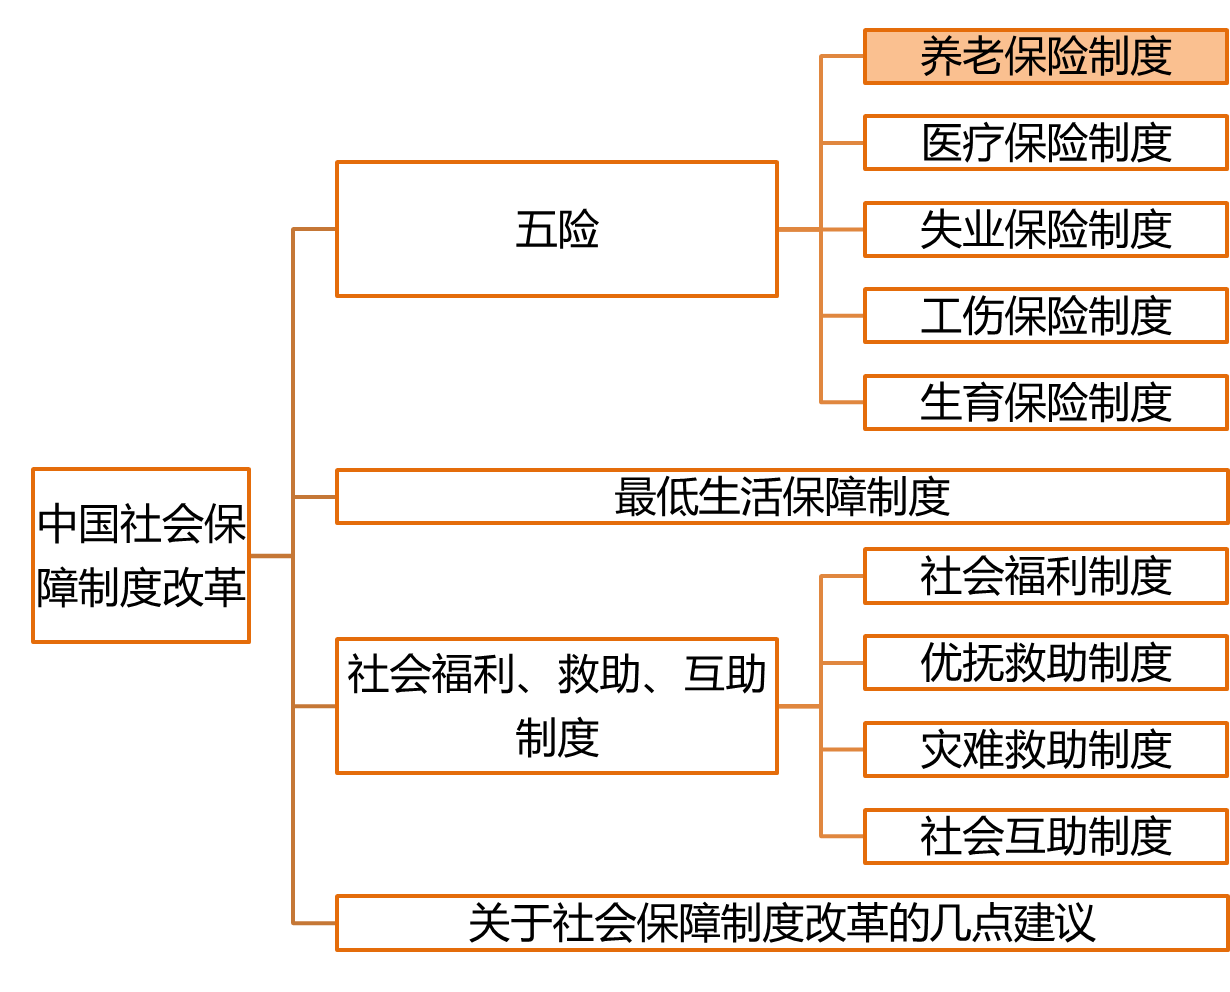 中国社会保
障制度改革
五险
养老保险制度
医疗保险制度
失业保险制度
工伤保险制度
生育保险制度
最低生活保障制度
社会福利、救助、互助
制度
社会福利制度
优抚救助制度
灾难救助制度
社会互助制度
关于社会保障制度改革的几点建议